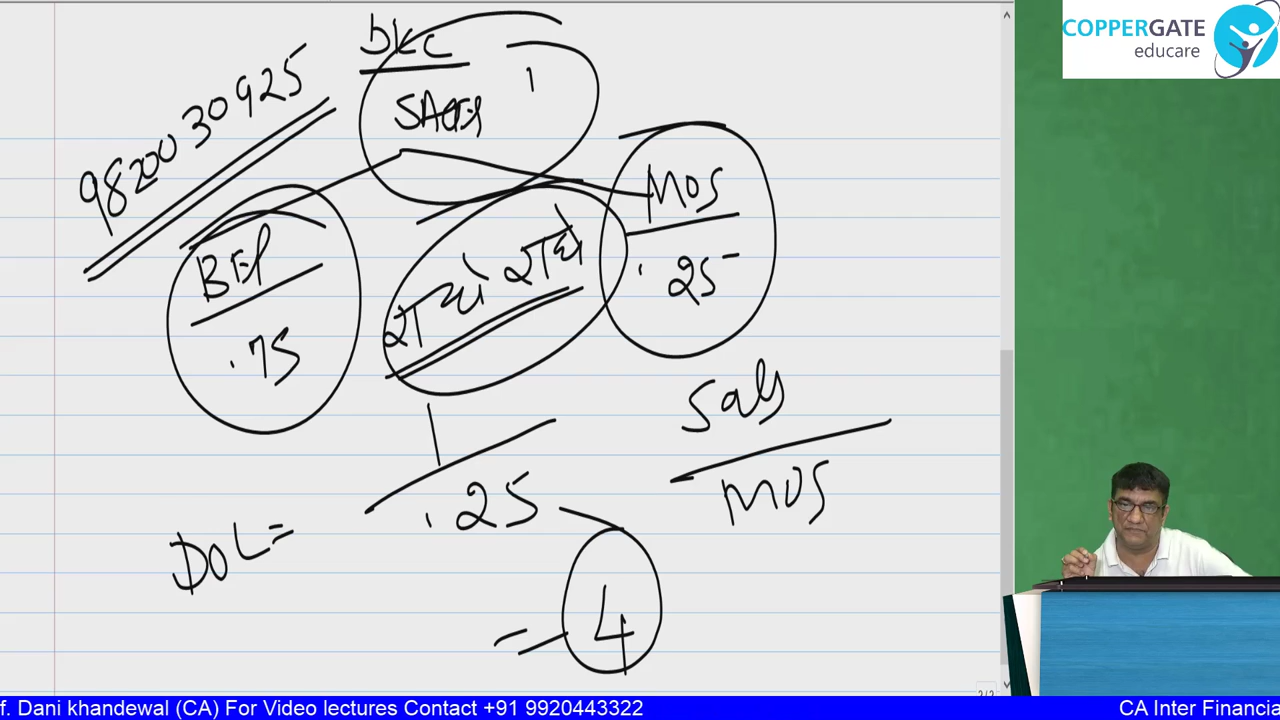 DKC
COPPERGATE
educare
9820030925
SALES 1
MOS
.25
BEP
.75
राधे राधे
1
.25
Sales
MOS
DOL=
= 4
f. Dani khandewal (CA) For Video lectures Contact +91 9920443322
CA Inter Financia